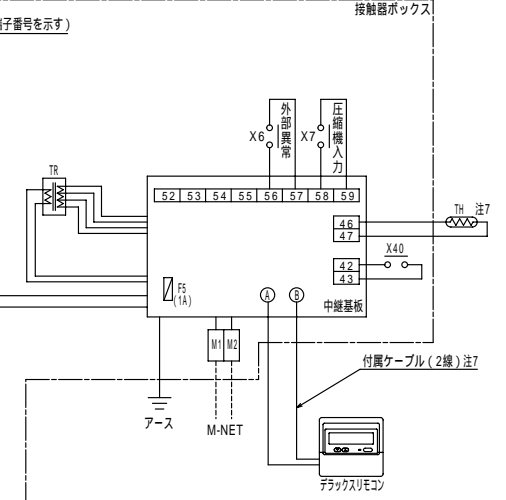 接触器ボックス
子番号を示す)
外部異常
圧縮機入力
X6
X7
TR
52 53 54 55 56 57 58 59
TH 注7
46
47
X40
42
43
F5
(1A)
A B
中継基板
M1 M2
付属ケーブル(2線)注7
アース
M-NET
デラックスリモコン